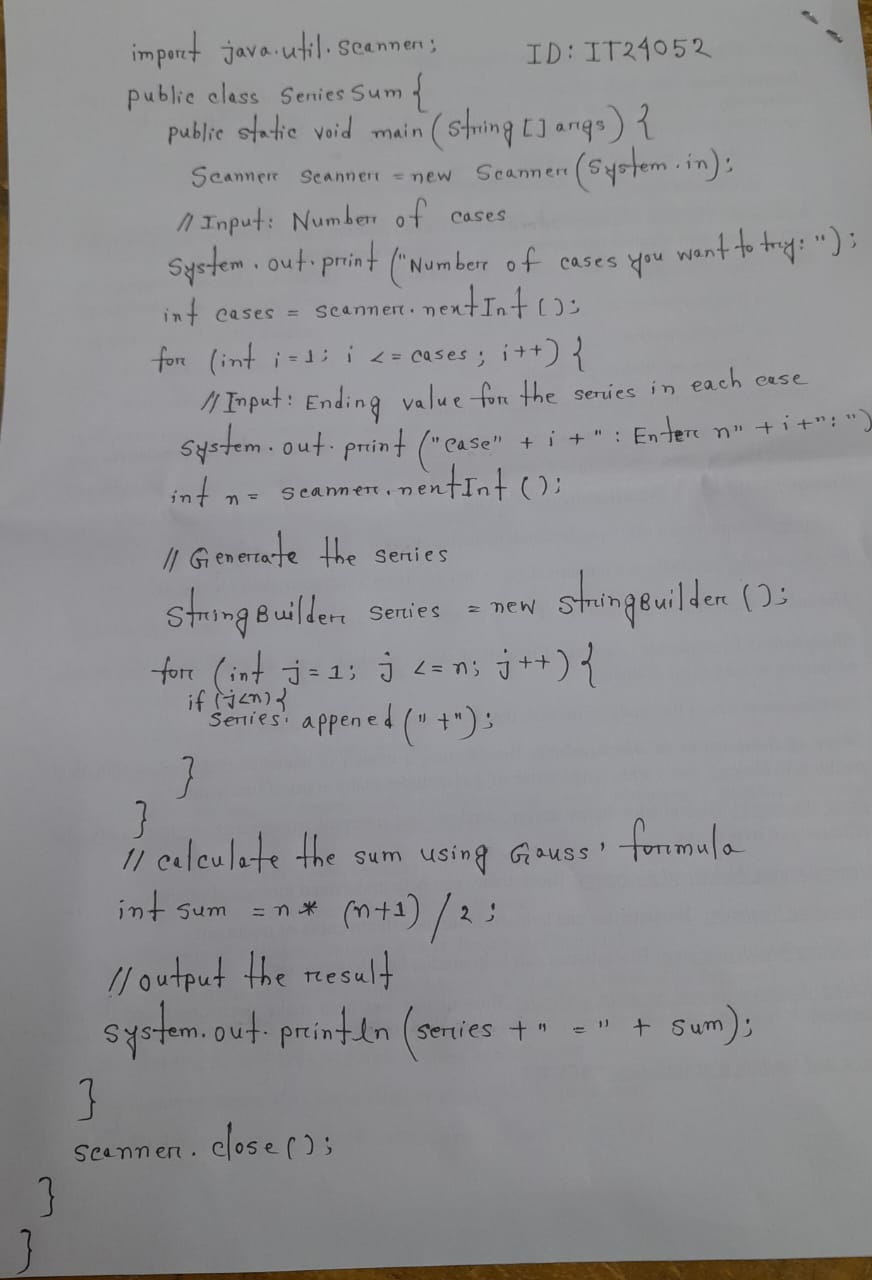 import java.util.Scanner; ID: IT24052
public class SeriesSum{
public static void main(String [] args) {
Scanner scanner = new Scanner(System.in);
// Input: Number of cases
System.out.print("Number of cases you want to try: ");
int cases = scanner.nextInt();
for (int i = 1; i <= cases; i++) {
// Input: Ending value for the series in each case
System.out.print("case" + i + " : Enter n" + i +": ")
int n = scanner.nentInt();
// Generate the series
StringBuilder series = new StringBuilder();
for (int j = 1; j <= n; j++) {
if (j<n) {
series.appened(" +");
}
}
// calculate the sum using Gauss' formula
int sum = n* (n+1) / 2 ;
// output the result
System.out.println(series + " = " + sum);
}
scanner.close();
}
}